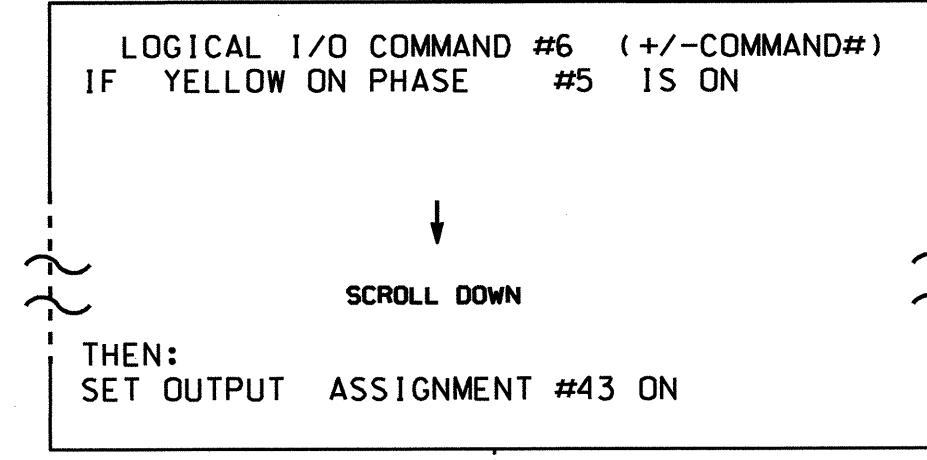 LOGICAL I/O COMMAND #6 (+/-COMMAND#)
IF YELLOW ON PHASE #5 IS ON
SCROLL DOWN
THEN:
SET OUTPUT ASSIGNMENT #43 ON